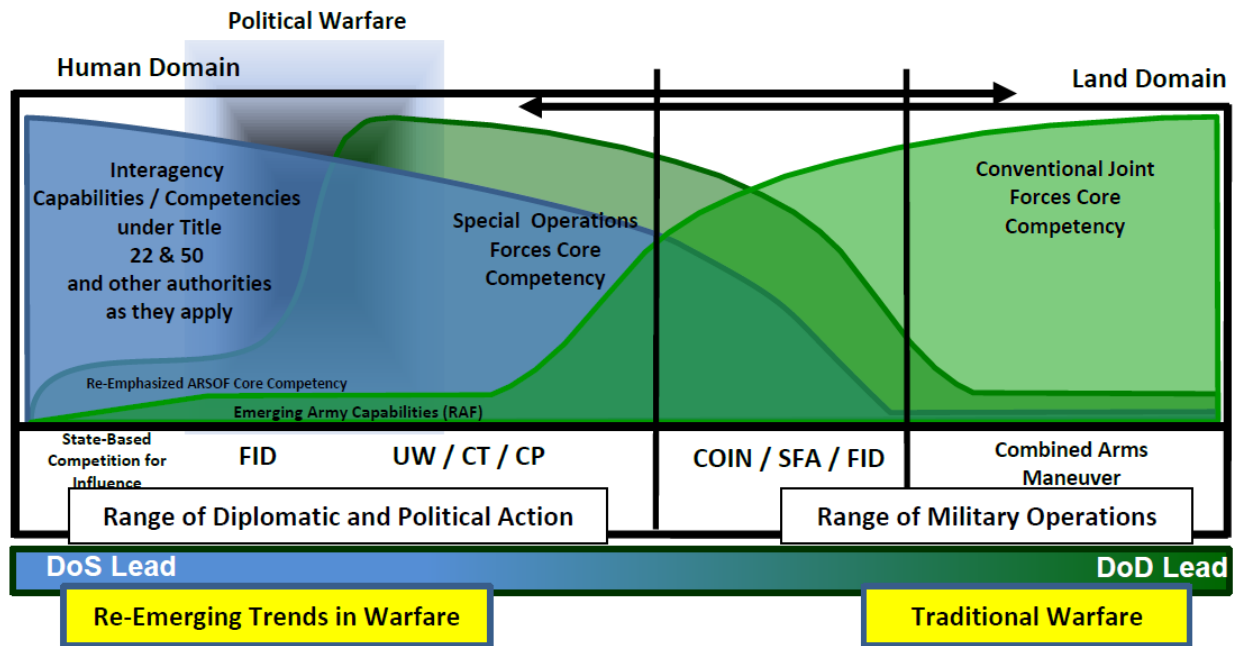 Political Warfare
Human Domain
Land Domain
Interagency
Capabilities / Competencies
under Title
22 & 50
and other authorities
as they apply
Special Operations
Forces Core
Competency
Conventional Joint
Forces Core
Competency
Re-Emphasized ARSOF Core Competency
Emerging Army Capabilities (RAF)
State-Based
Competition for
Influence
FID
UW / CT / CP
COIN / SFA / FID
Combined Arms
Maneuver
Range of Diplomatic and Political Action
Range of Military Operations
DoS Lead
DoD Lead
Re-Emerging Trends in Warfare
Traditional Warfare